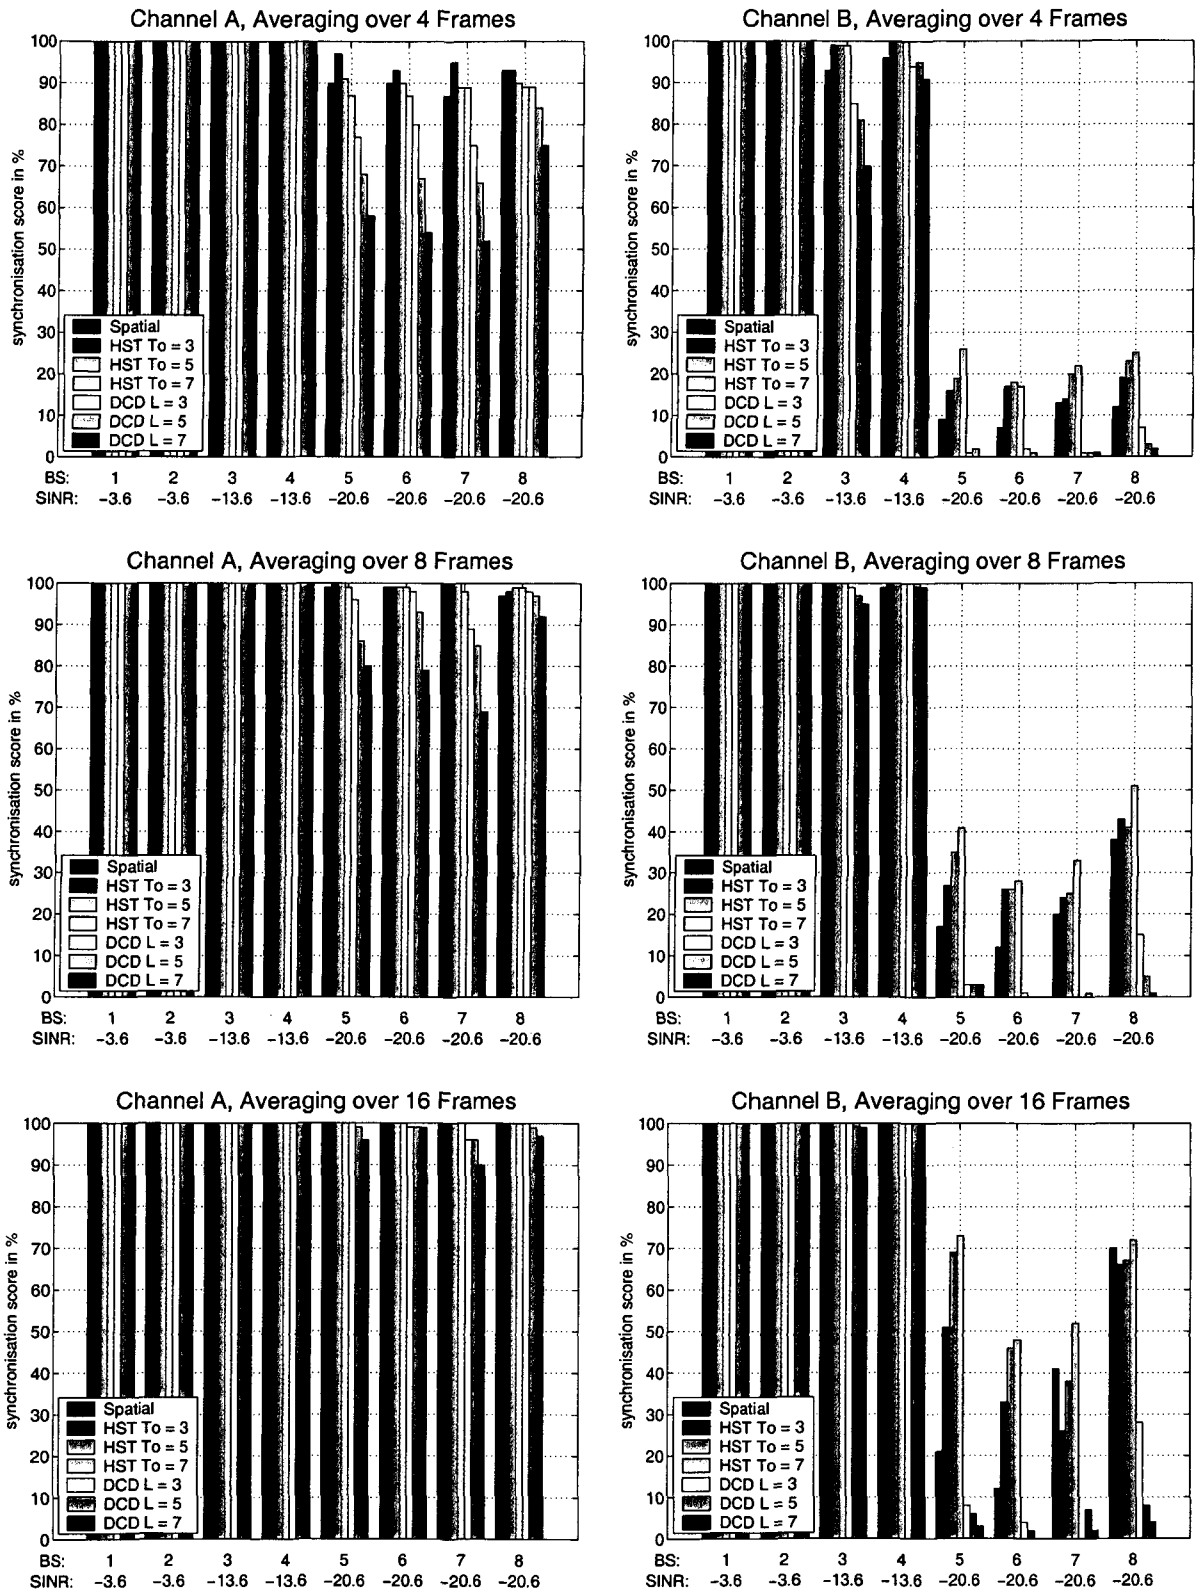 Channel A, Averaging over 4 Frames
synchronisation score in %
100
90
80
70
60
50
40
30
20
10
0
Spatial
HST To = 3
HST To = 5
HST To = 7
DCD L = 3
DCD L = 5
DCD L = 7
BS: 1 2 3 4 5 6 7 8
SINR: −3.6 −3.6 −13.6 −13.6 −20.6 −20.6 −20.6 −20.6
Channel B, Averaging over 4 Frames
synchronisation score in %
100
90
80
70
60
50
40
30
20
10
0
Spatial
HST To = 3
HST To = 5
HST To = 7
DCD L = 3
DCD L = 5
DCD L = 7
BS: 1 2 3 4 5 6 7 8
SINR: −3.6 −3.6 −13.6 −13.6 −20.6 −20.6 −20.6 −20.6
Channel A, Averaging over 8 Frames
synchronisation score in %
100
90
80
70
60
50
40
30
20
10
0
Spatial
HST To = 3
HST To = 5
HST To = 7
DCD L = 3
DCD L = 5
DCD L = 7
BS: 1 2 3 4 5 6 7 8
SINR: −3.6 −3.6 −13.6 −13.6 −20.6 −20.6 −20.6 −20.6
Channel B, Averaging over 8 Frames
synchronisation score in %
100
90
80
70
60
50
40
30
20
10
0
Spatial
HST To = 3
HST To = 5
HST To = 7
DCD L = 3
DCD L = 5
DCD L = 7
BS: 1 2 3 4 5 6 7 8
SINR: −3.6 −3.6 −13.6 −13.6 −20.6 −20.6 −20.6 −20.6
Channel A, Averaging over 16 Frames
synchronisation score in %
100
90
80
70
60
50
40
30
20
10
0
Spatial
HST To = 3
HST To = 5
HST To = 7
DCD L = 3
DCD L = 5
DCD L = 7
BS: 1 2 3 4 5 6 7 8
SINR: −3.6 −3.6 −13.6 −13.6 −20.6 −20.6 −20.6 −20.6
Channel B, Averaging over 16 Frames
synchronisation score in %
100
90
80
70
60
50
40
30
20
10
0
Spatial
HST To = 3
HST To = 5
HST To = 7
DCD L = 3
DCD L = 5
DCD L = 7
BS: 1 2 3 4 5 6 7 8
SINR: −3.6 −3.6 −13.6 −13.6 −20.6 −20.6 −20.6 −20.6